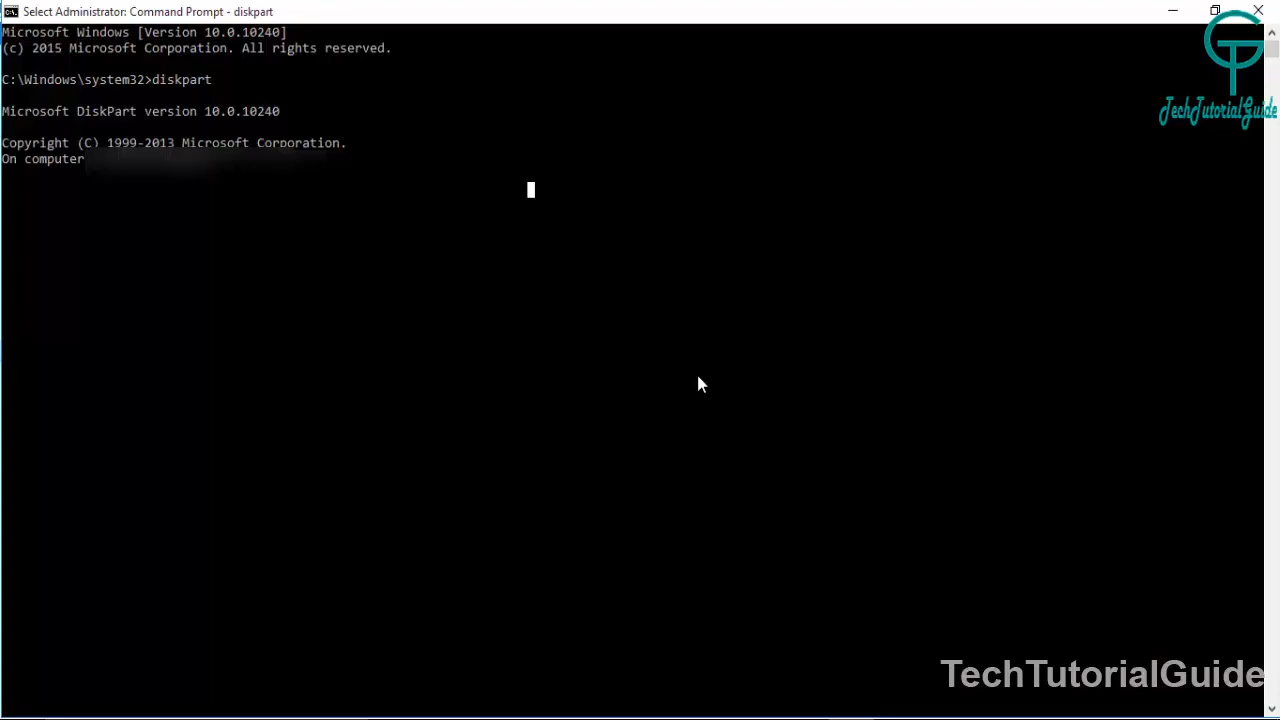 Select Administrator: Command Prompt - diskpart
Microsoft Windows [Version 10.0.10240]
(c) 2015 Microsoft Corporation. All rights reserved.
C:\Windows\system32>diskpart
Microsoft DiskPart version 10.0.10240
Copyright (C) 1999-2013 Microsoft Corporation.
On computer
TechTutorialGuide
TechTutorialGuide